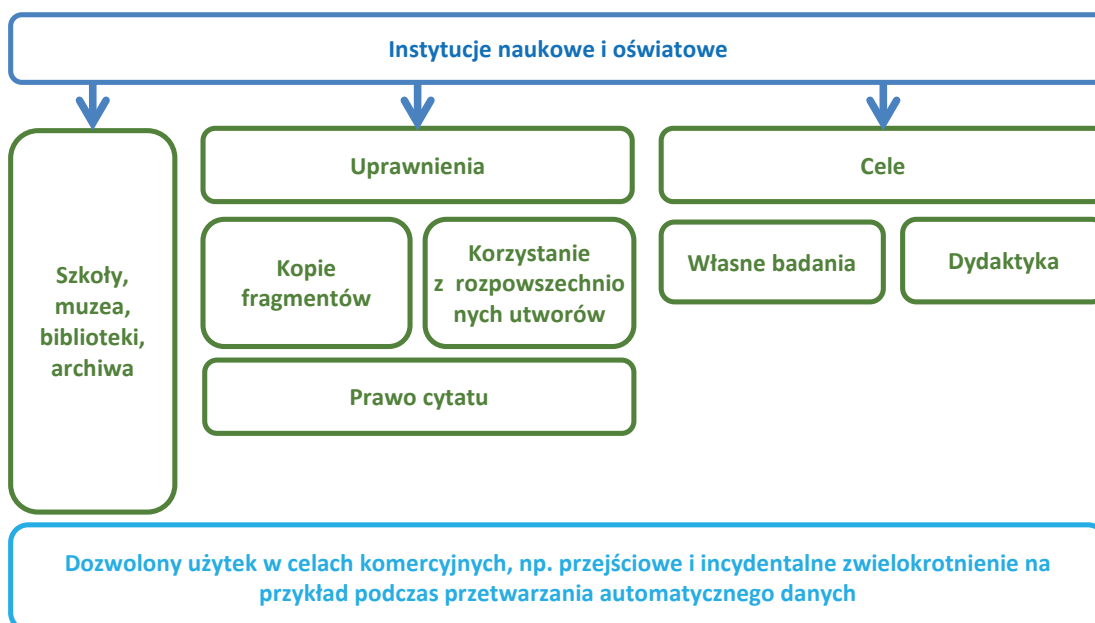 Instytucje naukowe i oświatowe
Szkoły,
muzea,
biblioteki,
archiwa
Uprawnienia
Kopie
fragmentów
Korzystanie
z rozpowszechnio
nych utworów
Prawo cytatu
Cele
Własne badania
Dydaktyka
Dozwolony użytek w celach komercyjnych, np. przejściowe i incydentalne zwielokrotnienie na
przykład podczas przetwarzania automatycznego danych